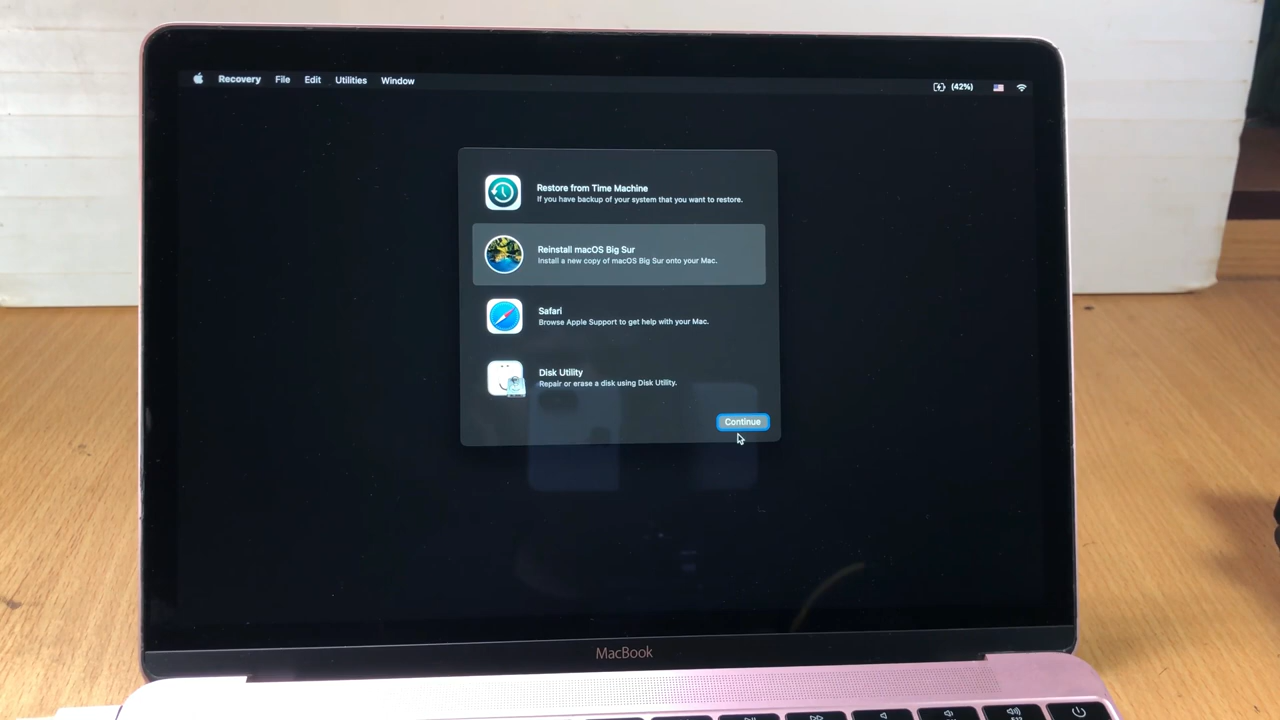 Recovery File Edit Utilities Window (42%)
Restore from Time Machine
If you have backup of your system that you want to restore.
Reinstall macOS Big Sur
Install a new copy of macOS Big Sur onto your Mac.
Safari
Browse Apple Support to get help with your Mac.
Disk Utility
Repair or erase a disk using Disk Utility.
Continue
MacBook